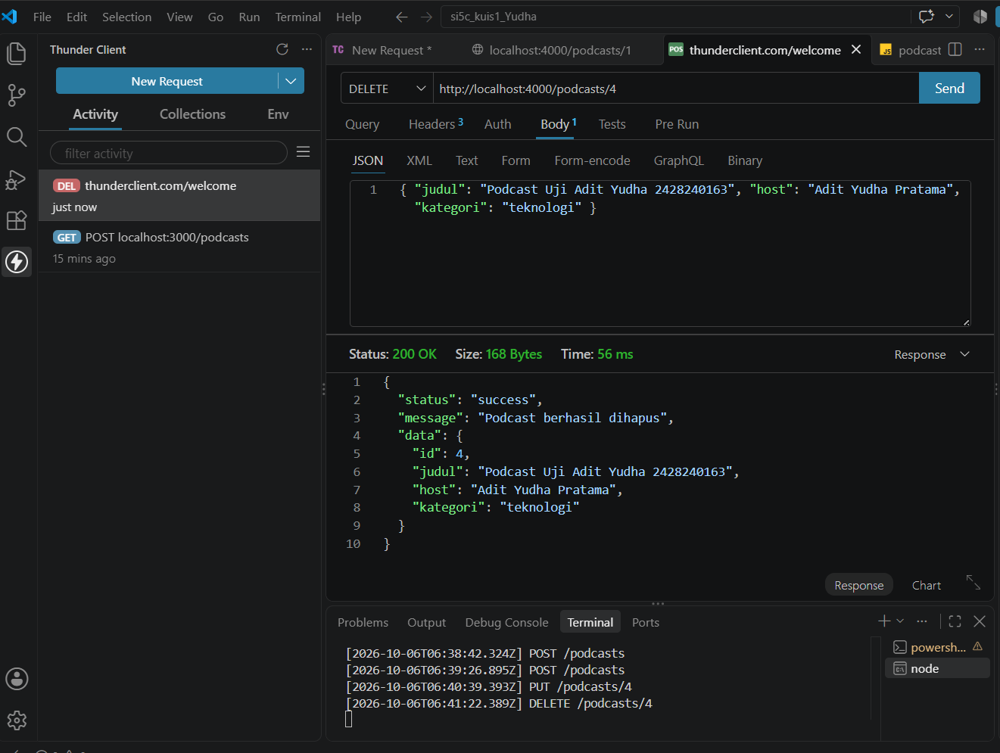 File Edit Selection View Go Run Terminal Help si5c_kuis1_Yudha
Thunder Client
New Request
Activity Collections Env
filter activity
DEL thunderclient.com/welcome
just now
GET POST localhost:3000/podcasts
15 mins ago
TC New Request *
localhost:4000/podcasts/1
POS thunderclient.com/welcome
JS podcast
DELETE http://localhost:4000/podcasts/4 Send
Query Headers 3 Auth Body 1 Tests Pre Run
JSON XML Text Form Form-encode GraphQL Binary
1 { "judul": "Podcast Uji Adit Yudha 2428240163", "host": "Adit Yudha Pratama",
"kategori": "teknologi" }
Status: 200 OK Size: 168 Bytes Time: 56 ms Response
1 {
2 "status": "success",
3 "message": "Podcast berhasil dihapus",
4 "data": {
5 "id": 4,
6 "judul": "Podcast Uji Adit Yudha 2428240163",
7 "host": "Adit Yudha Pratama",
8 "kategori": "teknologi"
9 }
10 }
Response Chart
Problems Output Debug Console Terminal Ports
[2026-10-06T06:38:42.324Z] POST /podcasts
[2026-10-06T06:39:26.895Z] POST /podcasts
[2026-10-06T06:40:39.393Z] PUT /podcasts/4
[2026-10-06T06:41:22.389Z] DELETE /podcasts/4
powersh...
node